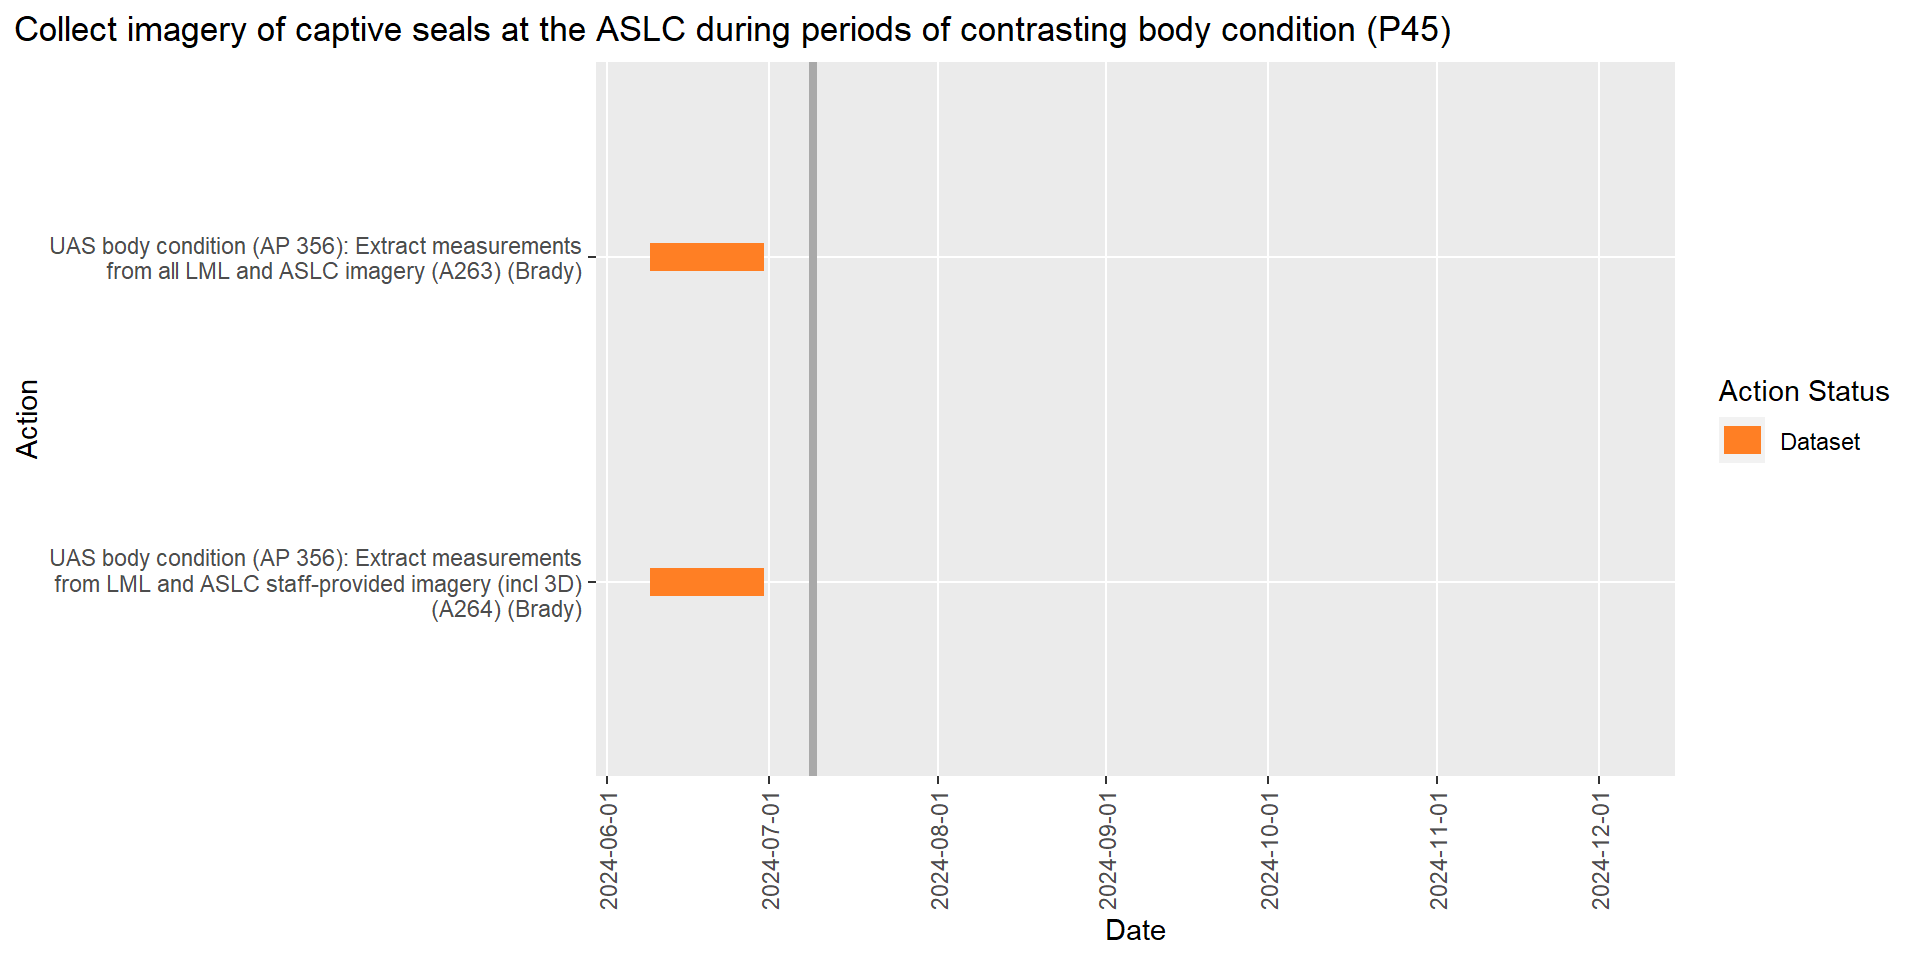 Collect imagery of captive seals at the ASLC during periods of contrasting body condition (P45)
UAS body condition (AP 356): Extract measurements
from all LML and ASLC imagery (A263) (Brady)
Action
UAS body condition (AP 356): Extract measurements
from LML and ASLC staff-provided imagery (incl 3D)
(A264) (Brady)
Action Status
Dataset
2024-06-01
2024-07-01
2024-08-01
2024-09-01
2024-10-01
2024-11-01
2024-12-01
Date